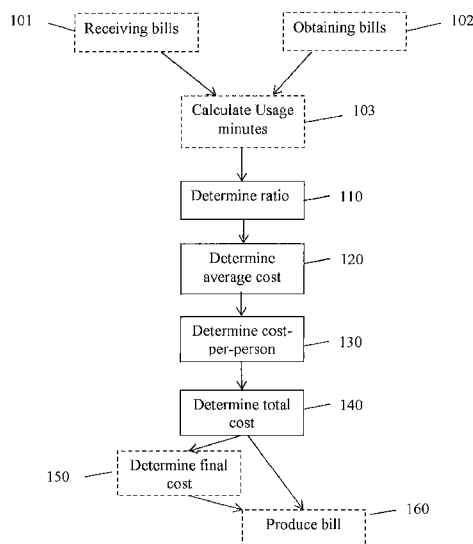 101
Receiving bills
Obtaining bills
102
Calculate Usage
minutes
103
Determine ratio
110
Determine
average cost
120
Determine cost-
per-person
130
Determine total
cost
140
150
Determine final
cost
160
Produce bill